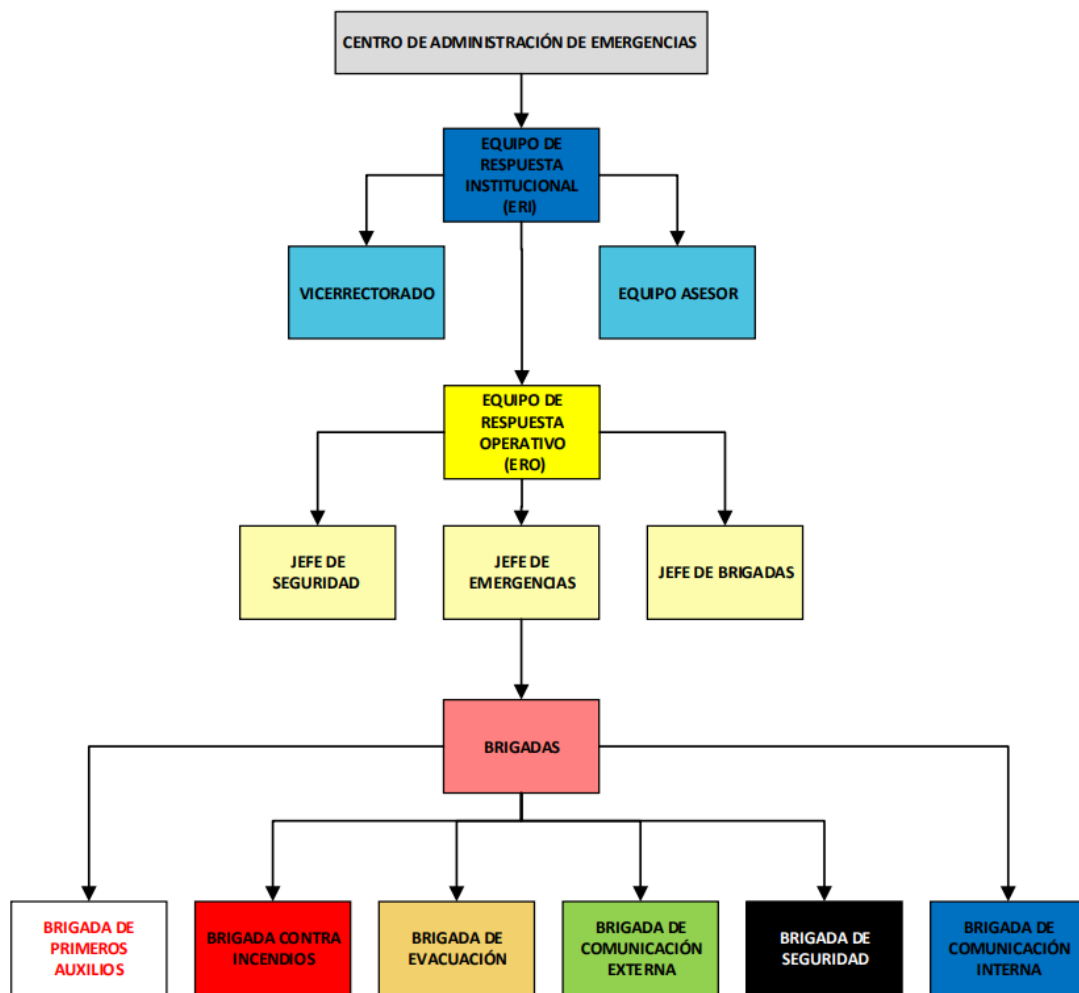 CENTRO DE ADMINISTRACIÓN DE EMERGENCIAS
EQUIPO DE
RESPUESTA
INSTITUCIONAL
(ERI)
VICERRECTORADO
EQUIPO ASESOR
EQUIPO DE
RESPUESTA
OPERATIVO
(ERO)
JEFE DE
SEGURIDAD
JEFE DE
EMERGENCIAS
JEFE DE BRIGADAS
BRIGADAS
BRIGADA DE
PRIMEROS
AUXILIOS
BRIGADA CONTRA
INCENDIOS
BRIGADA DE
EVACUACIÓN
BRIGADA DE
COMUNICACIÓN
EXTERNA
BRIGADA DE
SEGURIDAD
BRIGADA DE
COMUNICACIÓN
INTERNA